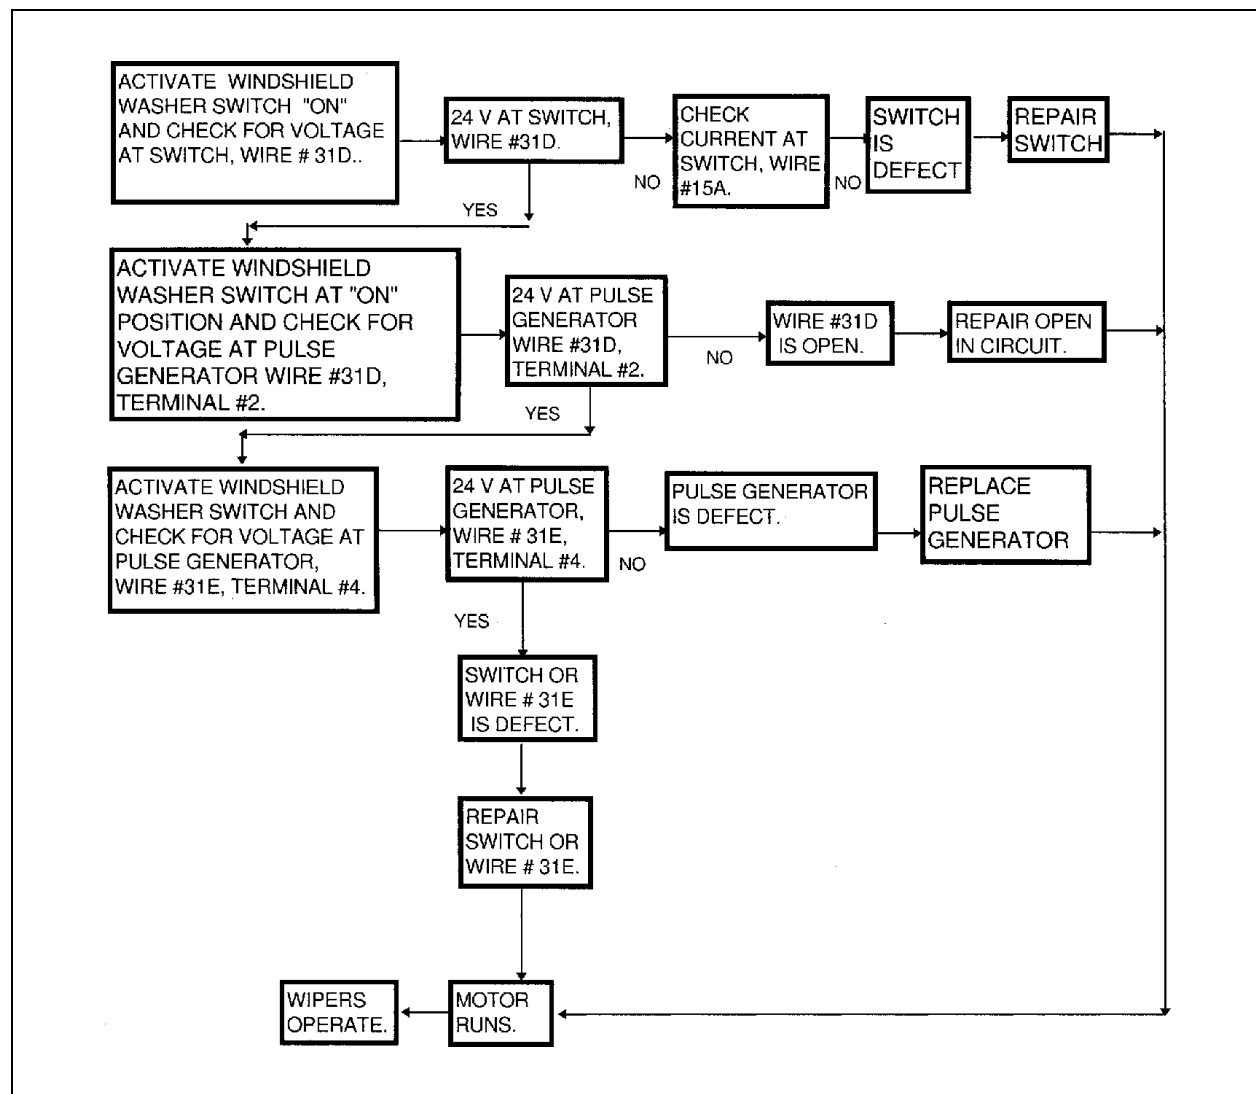 ACTIVATE WINDSHIELD
WASHER SWITCH "ON"
AND CHECK FOR VOLTAGE
AT SWITCH, WIRE # 31D..
24 V AT SWITCH,
WIRE #31D.
NO
CHECK
CURRENT AT
SWITCH, WIRE
#15A.
NO
SWITCH
IS
DEFECT
REPAIR
SWITCH
YES
ACTIVATE WINDSHIELD
WASHER SWITCH AT "ON"
POSITION AND CHECK FOR
VOLTAGE AT PULSE
GENERATOR WIRE #31D,
TERMINAL #2.
24 V AT PULSE
GENERATOR
WIRE #31D,
TERMINAL #2.
NO
WIRE #31D
IS OPEN.
REPAIR OPEN
IN CIRCUIT.
YES
ACTIVATE WINDSHIELD
WASHER SWITCH AND
CHECK FOR VOLTAGE AT
PULSE GENERATOR,
WIRE #31E, TERMINAL #4.
24 V AT PULSE
GENERATOR,
WIRE # 31E,
TERMINAL #4.
NO
PULSE GENERATOR
IS DEFECT.
REPLACE
PULSE
GENERATOR
YES
SWITCH OR
WIRE # 31E
IS DEFECT.
REPAIR
SWITCH OR
WIRE # 31E.
WIPERS
OPERATE.
MOTOR
RUNS.